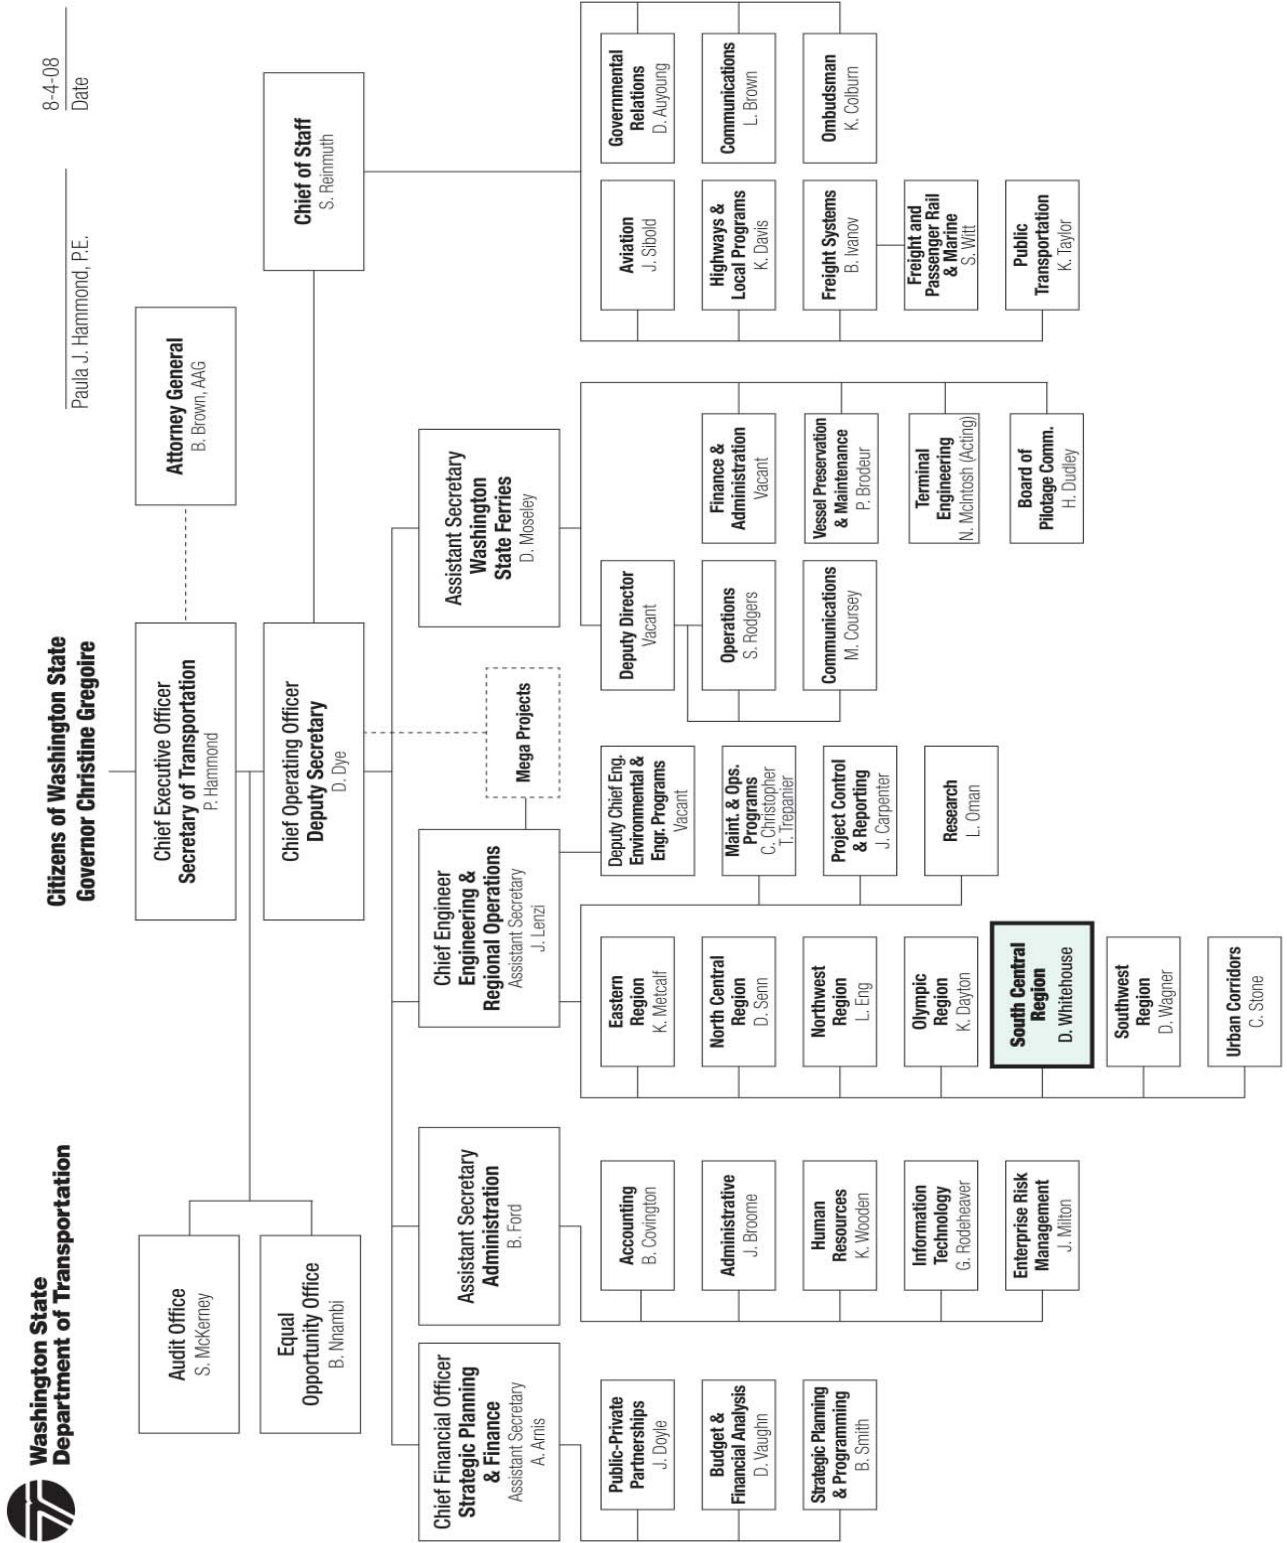 Washington State
Department of Transportation
Citizens of Washington State
Governor Christine Gregoire
Paula J. Hammond, P.E.
8-4-08
Date
Chief Executive Officer
Secretary of Transportation
P. Hammond
Attorney General
B. Brown, AAG
Audit Office
S. McKerney
Equal
Opportunity Office
B. Nnambi
Chief Operating Officer
Deputy Secretary
D. Dye
Chief of Staff
S. Reinmuth
Chief Financial Officer
Strategic Planning
& Finance
Assistant Secretary
A. Arnis
Assistant Secretary
Administration
B. Ford
Chief Engineer
Engineering &
Regional Operations
Assistant Secretary
J. Lenzi
Mega Projects
Assistant Secretary
Washington
State Ferries
D. Moseley
Public-Private
Partnerships
J. Doyle
Budget &
Financial Analysis
D. Vaughn
Strategic Planning
& Programming
B. Smith
Accounting
B. Covington
Administrative
J. Broome
Human
Resources
K. Wooden
Information
Technology
G. Rodeheaver
Enterprise Risk
Management
J. Milton
Eastern
Region
K. Metcalf
North Central
Region
D. Senn
Northwest
Region
L. Eng
Olympic
Region
K. Dayton
South Central
Region
D. Whitehouse
Southwest
Region
D. Wagner
Urban Corridors
C. Stone
Deputy Chief Eng.
Environmental &
Engr. Programs
Vacant
Maint. & Ops.
Programs
C. Christopher
T. Trepanier
Project Control
& Reporting
J. Carpenter
Research
L. Oman
Deputy Director
Vacant
Operations
S. Rodgers
Communications
M. Coursey
Finance &
Administration
Vacant
Vessel Preservation
& Maintenance
P. Brodeur
Terminal
Engineering
N. McIntosh (Acting)
Board of
Pilotage Comm.
H. Dudley
Aviation
J. Sibold
Highways &
Local Programs
K. Davis
Freight Systems
B. Ivanov
Freight and
Passenger Rail
& Marine
S. Witt
Public
Transportation
K. Taylor
Governmental
Relations
D. Auyoung
Communications
L. Brown
Ombudsman
K. Colburn